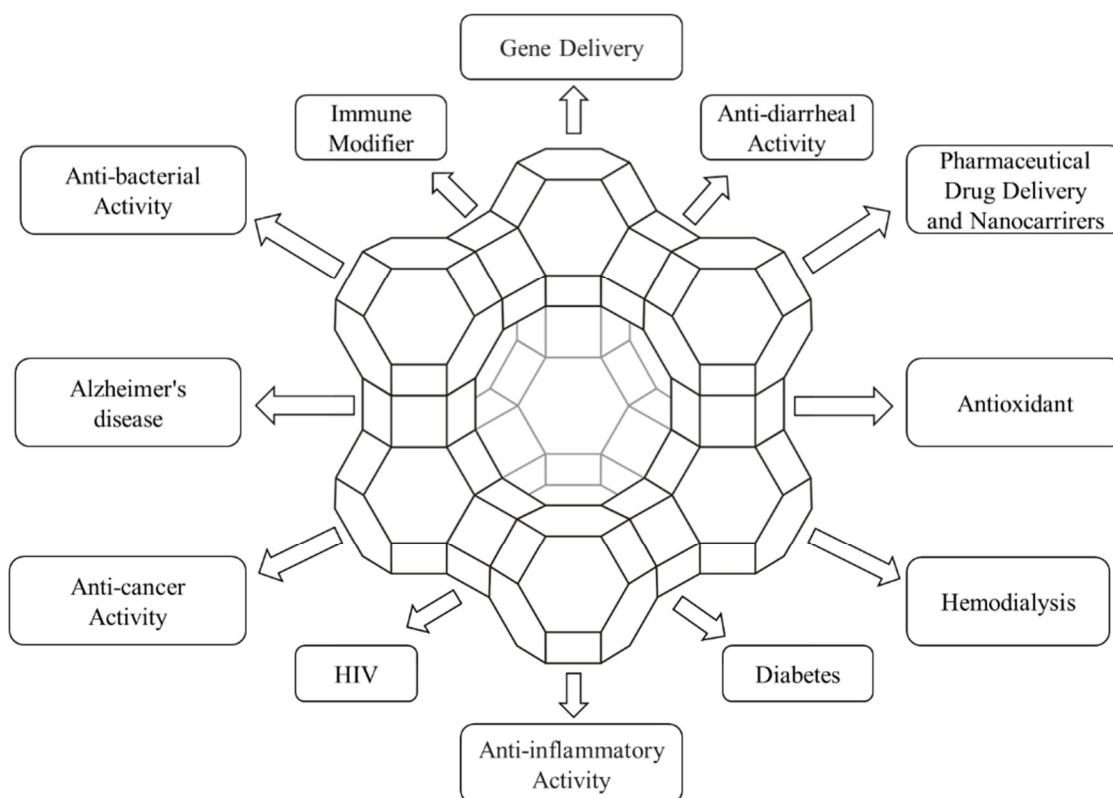 Gene Delivery
Immune
Modifier
Anti-diarrheal
Activity
Anti-bacterial
Activity
Pharmaceutical
Drug Delivery
and Nanocarrirers
Alzheimer's
disease
Antioxidant
Anti-cancer
Activity
Hemodialysis
HIV
Diabetes
Anti-inflammatory
Activity